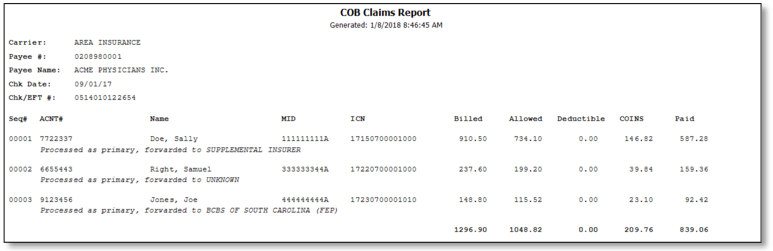 COB Claims Report
Generated: 1/8/2018 8:46:45 AM
Carrier: AREA INSURANCE
Payee #: 0208980001
Payee Name: ACME PHYSICIANS INC.
Chk Date: 09/01/17
Chk/EFT #: 0514010122654
Seq# ACNT# Name MID ICN Billed Allowed Deductible COINS Paid
00001 7722337 Doe, Sally 111111111A 17150700001000 910.50 734.10 0.00 146.82 587.28
Processed as primary, forwarded to SUPPLEMENTAL INSURER
00002 6655443 Right, Samuel 333333344A 17220700001000 237.60 199.20 0.00 39.84 159.36
Processed as primary, forwarded to UNKNOWN
00003 9123456 Jones, Joe 444444444A 17230700001010 148.80 115.52 0.00 23.10 92.42
Processed as primary, forwarded to BCBS OF SOUTH CAROLINA (FEP)
1296.90 1048.82 0.00 209.76 839.06